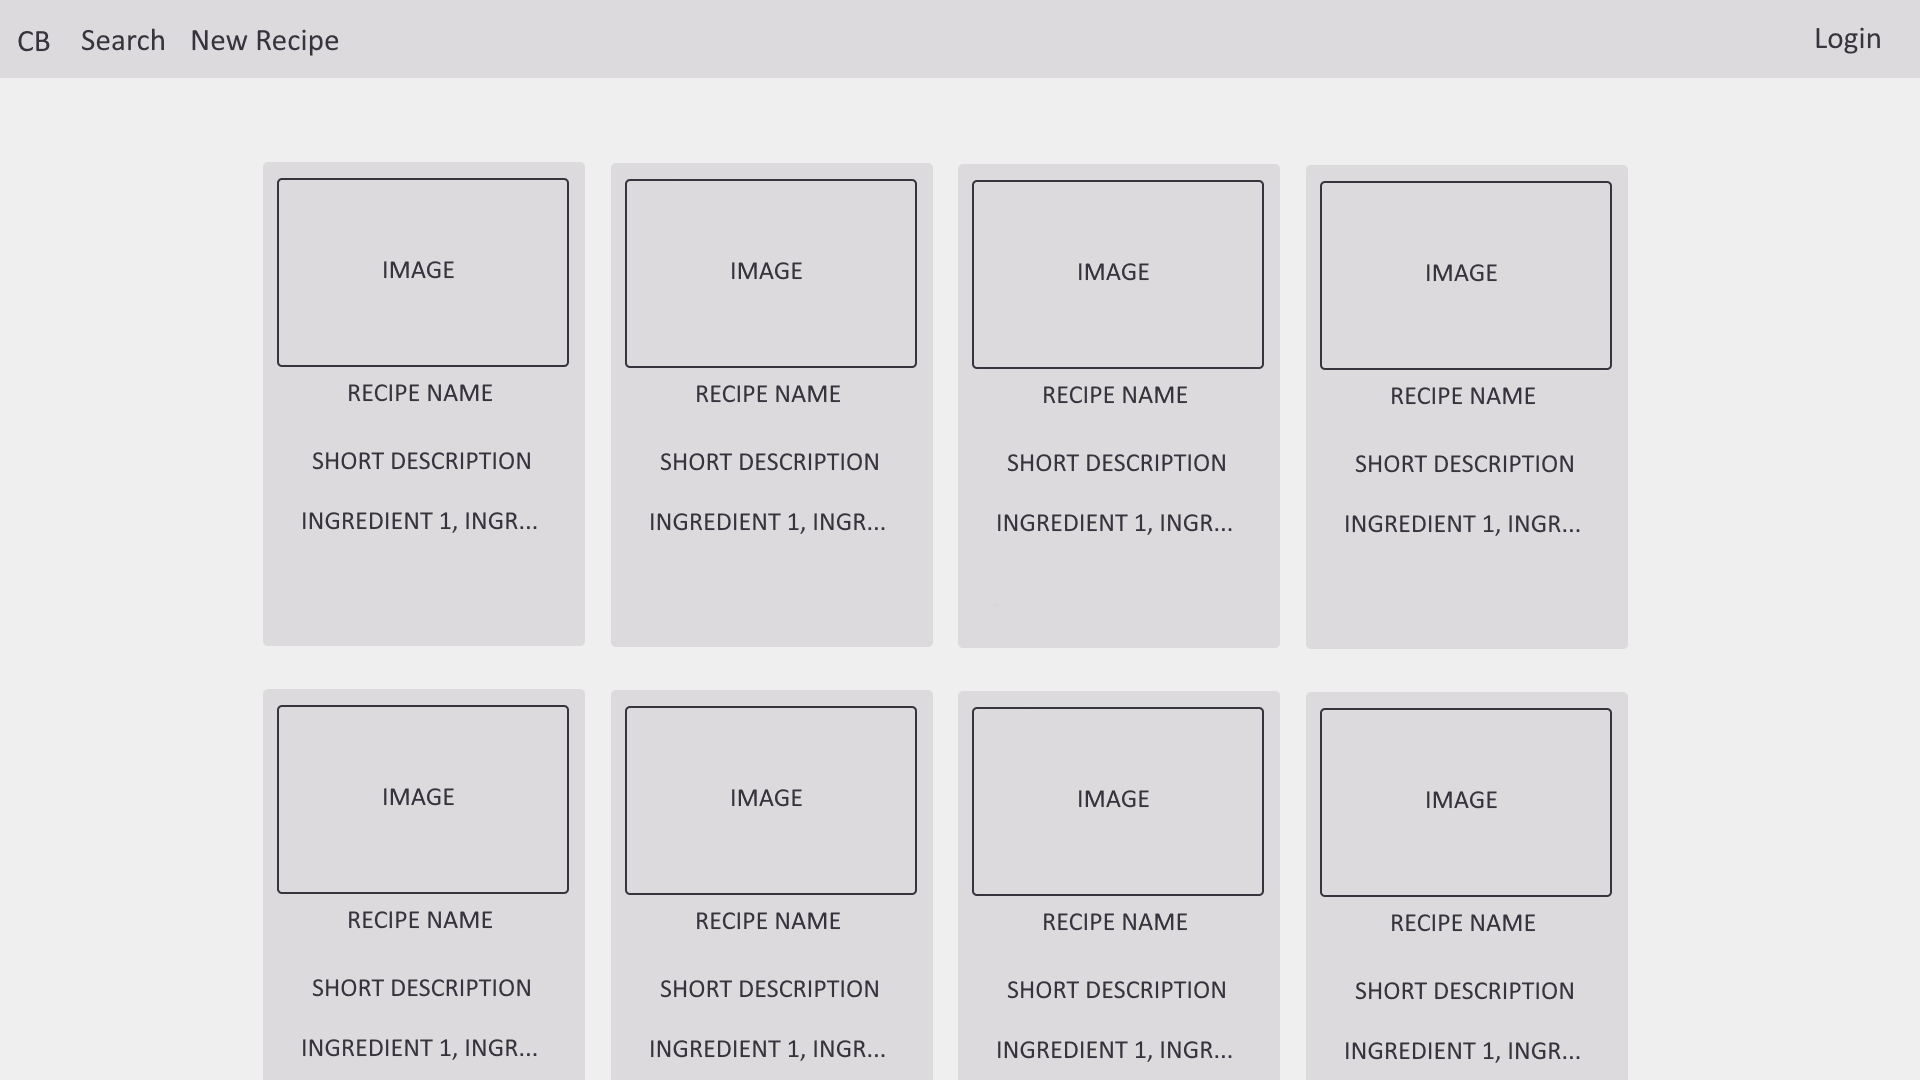 CB Search New Recipe Login
IMAGE IMAGE IMAGE IMAGE
RECIPE NAME RECIPE NAME RECIPE NAME RECIPE NAME
SHORT DESCRIPTION SHORT DESCRIPTION SHORT DESCRIPTION SHORT DESCRIPTION
INGREDIENT 1, INGR... INGREDIENT 1, INGR... INGREDIENT 1, INGR... INGREDIENT 1, INGR...
IMAGE IMAGE IMAGE IMAGE
RECIPE NAME RECIPE NAME RECIPE NAME RECIPE NAME
SHORT DESCRIPTION SHORT DESCRIPTION SHORT DESCRIPTION SHORT DESCRIPTION
INGREDIENT 1, INGR... INGREDIENT 1, INGR... INGREDIENT 1, INGR... INGREDIENT 1, INGR...